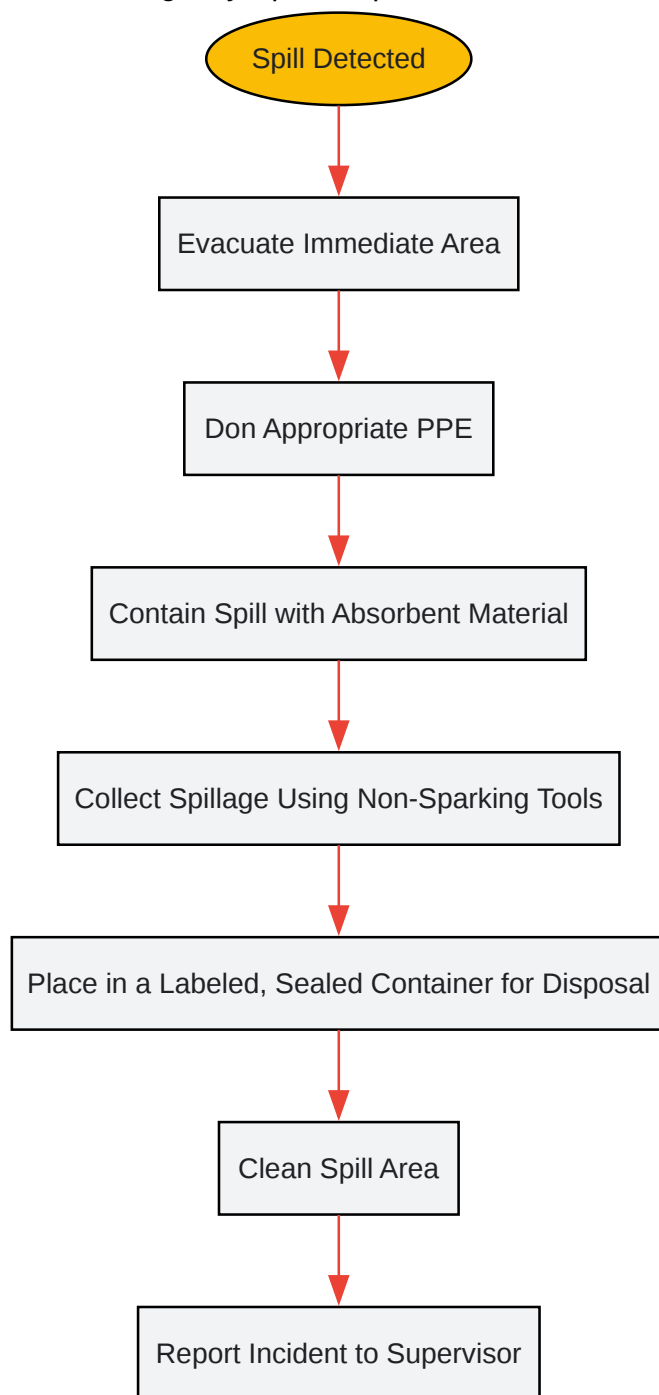 Spill Detected
Evacuate Immediate Area
Don Appropriate PPE
Contain Spill with Absorbent Material
Collect Spillage Using Non-Sparking Tools
Place in a Labeled, Sealed Container for Disposal
Clean Spill Area
Report Incident to Supervisor